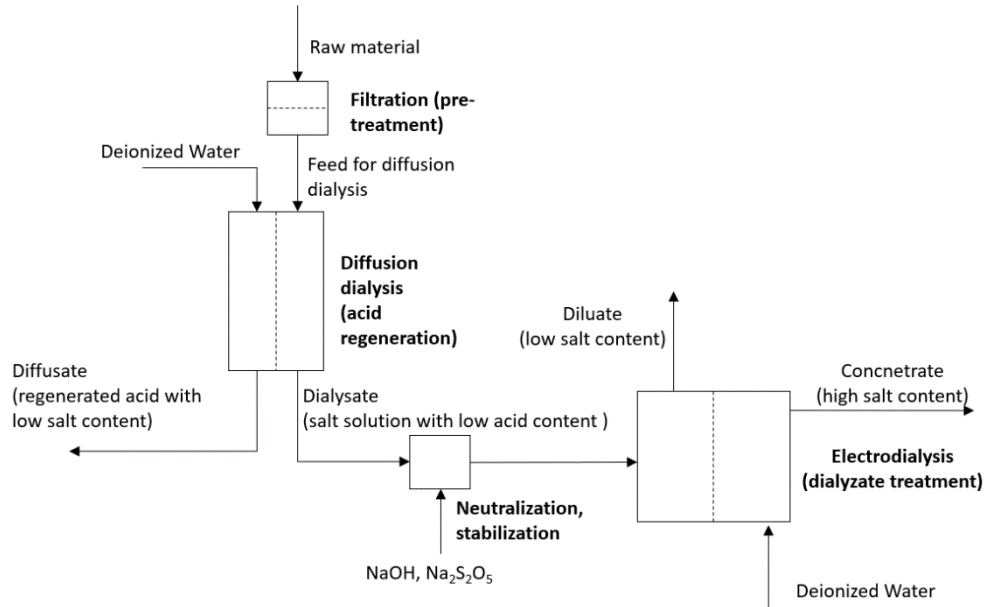 Raw material
Filtration (pre-
treatment)
Deionized Water
Feed for diffusion
dialysis
Diffusion
dialysis
(acid
regeneration)
Diluate
(low salt content)
Diffusate
(regenerated acid with
low salt content)
Dialysate
(salt solution with low acid content )
Concnetrate
(high salt content)
Electrodialysis
(dialyzate treatment)
Neutralization,
stabilization
NaOH, Na₂S₂O₅
Deionized Water